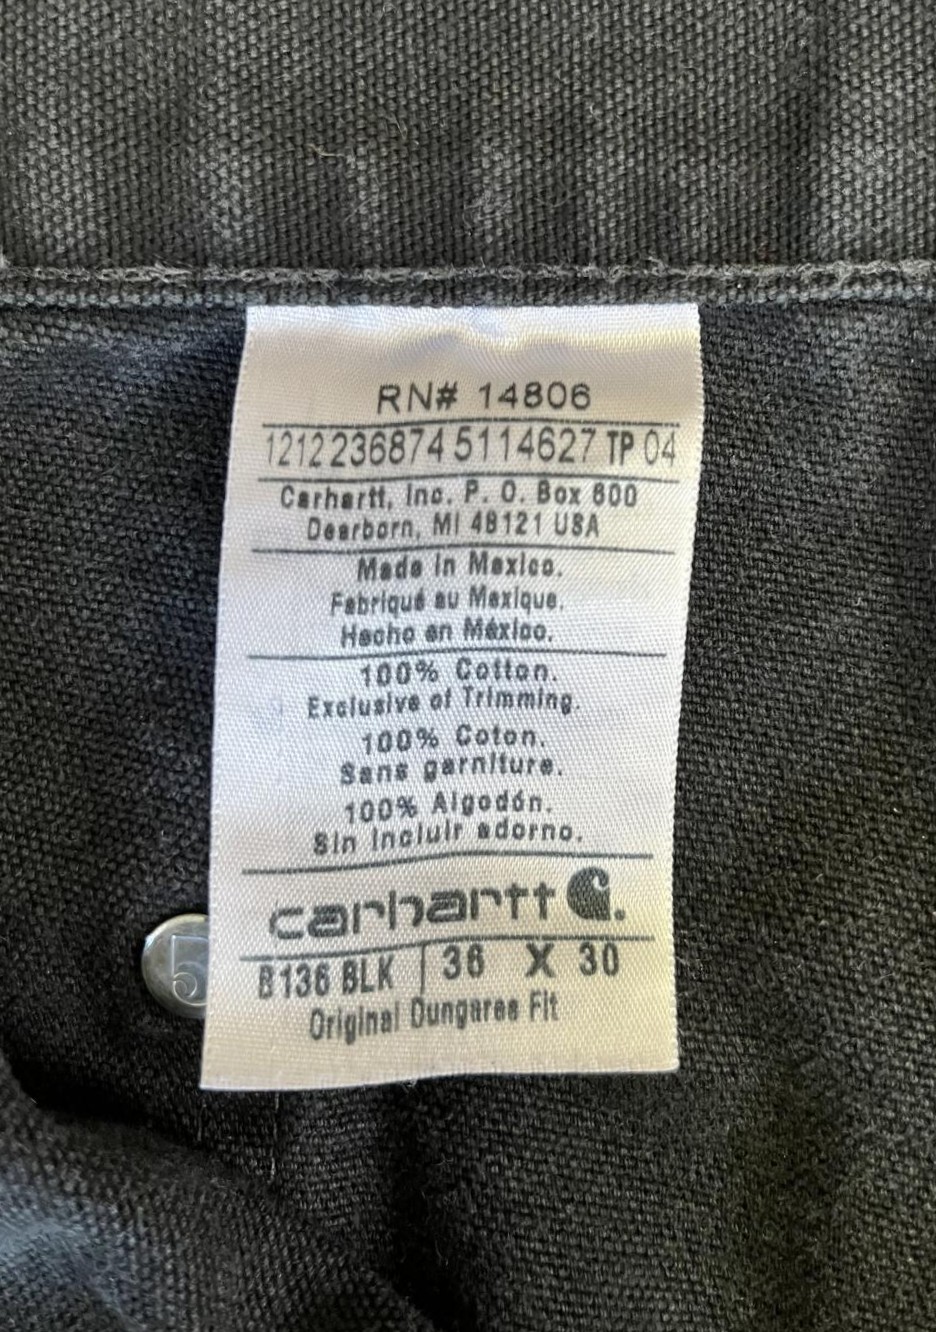 RN# 14806
1212236874 5114627 TP 04
Carhartt, Inc. P. O. Box 600
Dearborn, MI 48121 USA
Made in Mexico.
Fabriqué au Mexique.
Hecho en México.
100% Cotton.
Exclusive of Trimming.
100% Coton.
Sans garniture.
100% Algodón.
Sin incluir adorno.
carhartt
B136 BLK | 36 X 30
Original Dungaree Fit
5